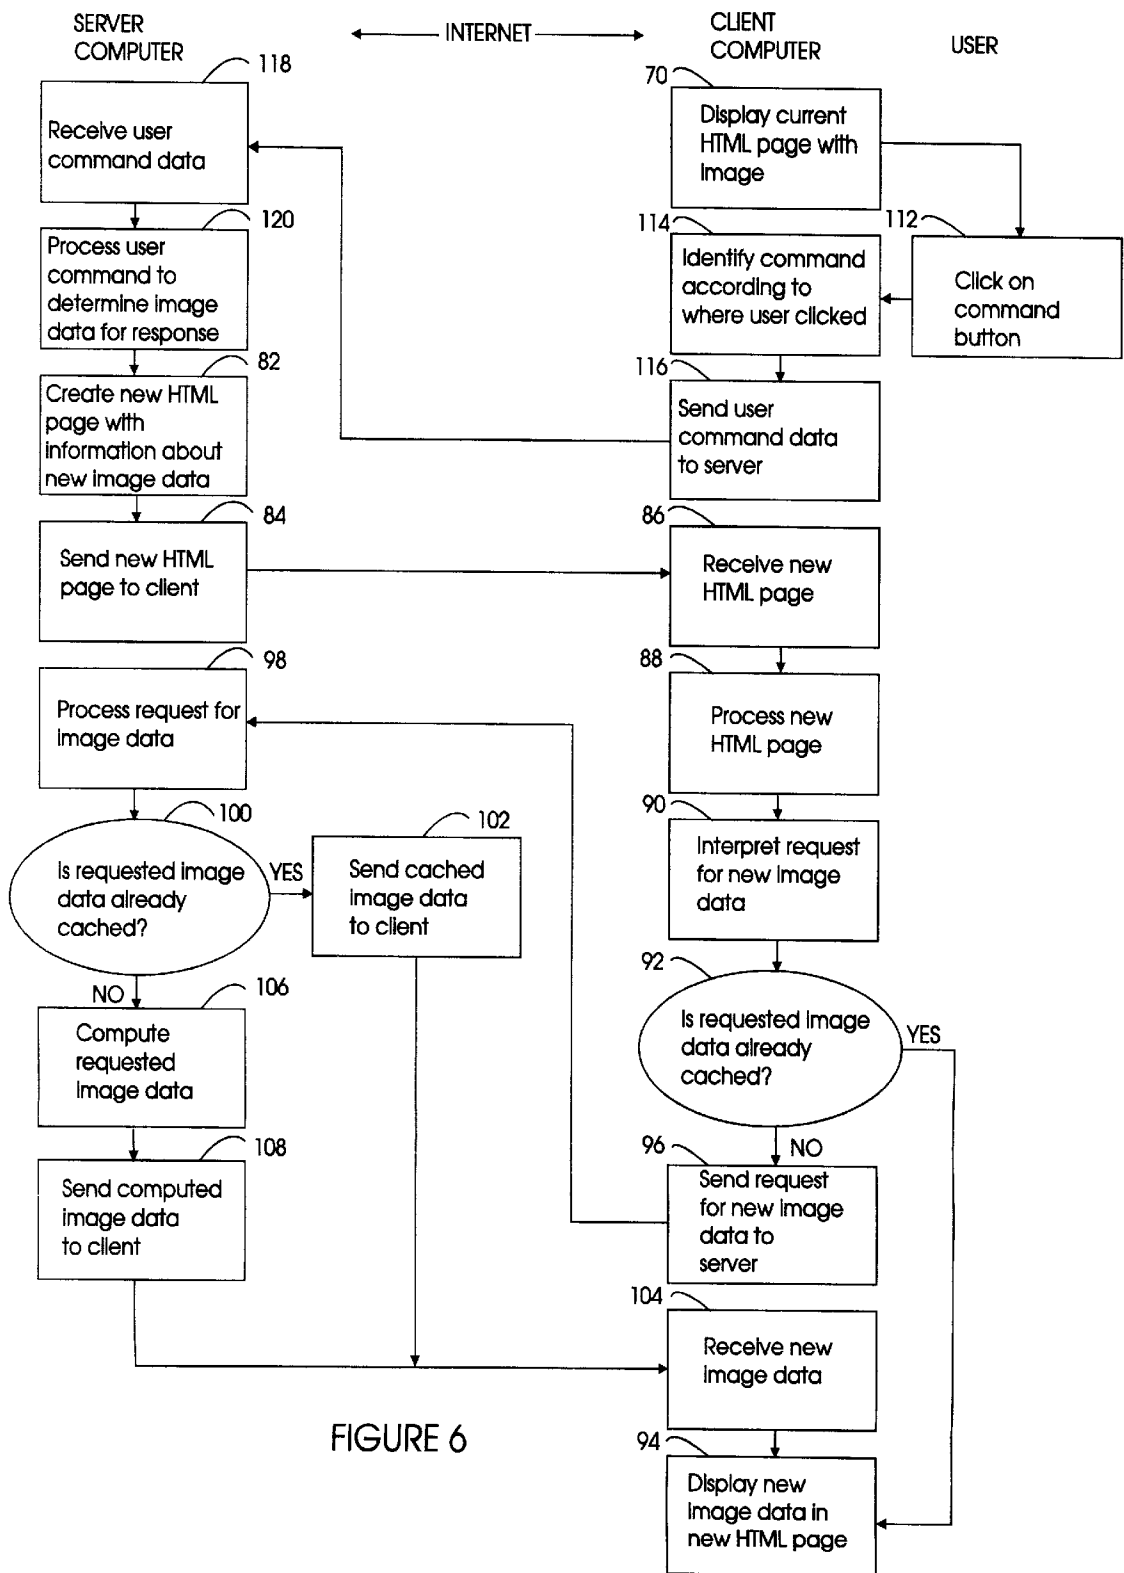 SERVER
COMPUTER
INTERNET
CLIENT
COMPUTER
USER
118
Receive user
command data
70
Display current
HTML page with
image
120
Process user
command to
determine image
data for response
114
Identify command
according to
where user clicked
112
Click on
command
button
82
Create new HTML
page with
information about
new image data
116
Send user
command data
to server
84
Send new HTML
page to client
86
Receive new
HTML page
98
Process request for
image data
88
Process new
HTML page
100
Is requested image
data already
cached?
YES
102
Send cached
image data
to client
90
Interpret request
for new image
data
NO
106
Compute
requested
image data
92
Is requested image
data already
cached?
YES
108
Send computed
image data
to client
NO
96
Send request
for new image
data to
server
104
Receive new
image data
FIGURE 6
94
Display new
image data in
new HTML page